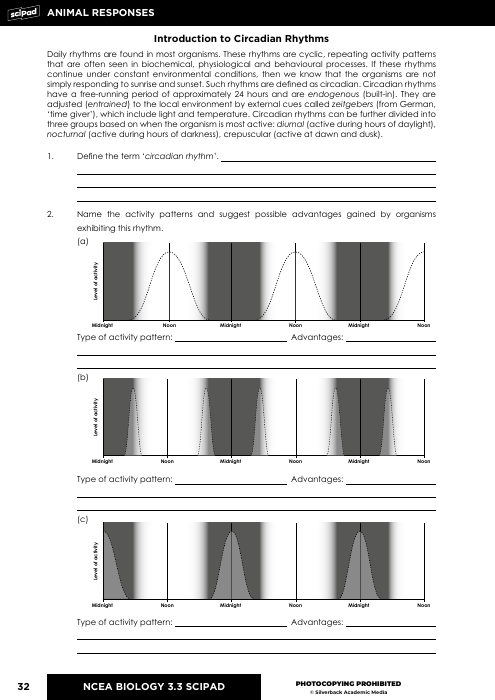 scipad ANIMAL RESPONSES
Introduction to Circadian Rhythms
Daily rhythms are found in most organisms. These rhythms are cyclic, repeating activity patterns
that are often seen in biochemical, physiological and behavioural processes. If these rhythms
continue under constant environmental conditions, then we know that the organisms are not
simply responding to sunrise and sunset. Such rhythms are defined as circadian. Circadian rhythms
have a free-running period of approximately 24 hours and are endogenous (built-in). They are
adjusted (entrained) to the local environment by external cues called zeitgebers (from German,
'time giver'), which include light and temperature. Circadian rhythms can be further divided into
three groups based on when the organism is most active: diurnal (active during hours of daylight),
nocturnal (active during hours of darkness), crepuscular (active at dawn and dusk).
1. Define the term 'circadian rhythm'.
2. Name the activity patterns and suggest possible advantages gained by organisms
exhibiting this rhythm.
(a)
Level of activity
Midnight Noon Midnight Noon Midnight Noon
Type of activity pattern: Advantages:
(b)
Level of activity
Midnight Noon Midnight Noon Midnight Noon
Type of activity pattern: Advantages:
(c)
Level of activity
Midnight Noon Midnight Noon Midnight Noon
Type of activity pattern: Advantages:
32 NCEA BIOLOGY 3.3 SCIPAD PHOTOCOPYING PROHIBITED
© Silverback Academic Media